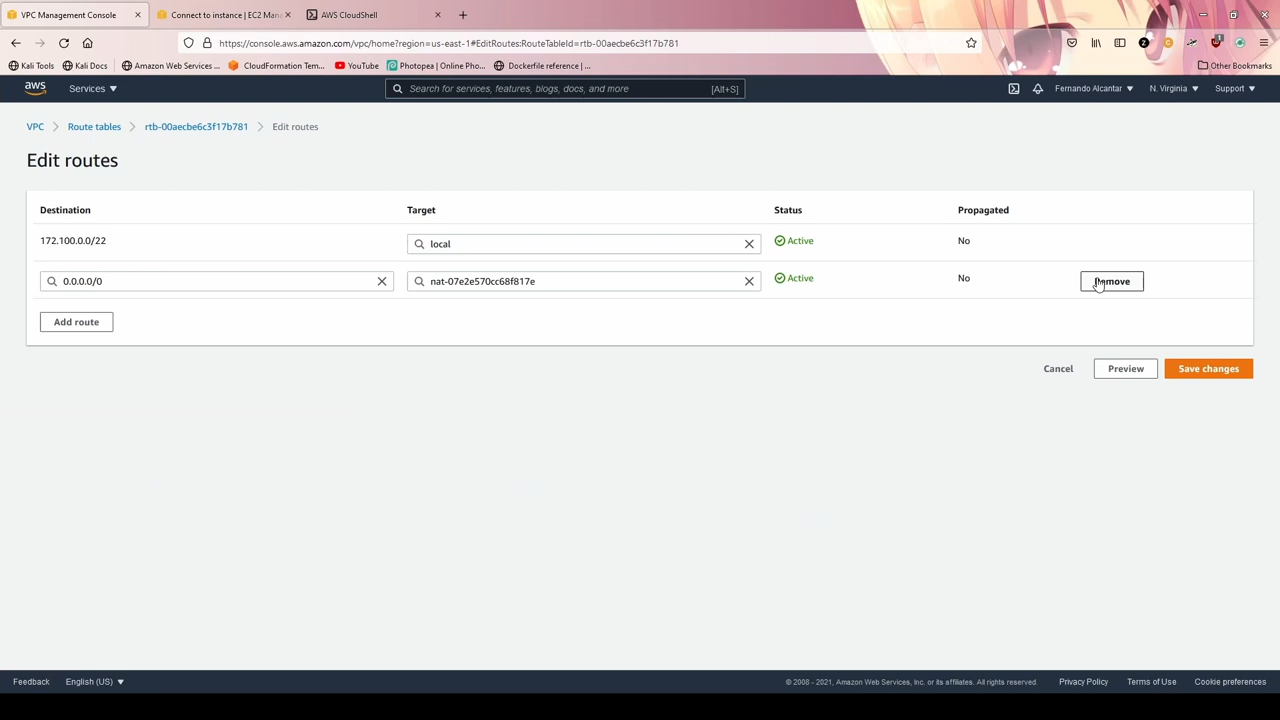 VPC Management Console
Connect to instance | EC2 Mana
AWS CloudShell
https://console.aws.amazon.com/vpc/home?region=us-east-1#EditRoutes:RouteTableId=rtb-00aecbe6c3f17b781
Kali Tools
Kali Docs
Amazon Web Services ...
CloudFormation Tem...
YouTube
Photopea | Online Pho...
Dockerfile reference | ...
Other Bookmarks
aws
Services
Search for services, features, blogs, docs, and more
[Alt+S]
Fernando Alcantar
N. Virginia
Support
VPC
Route tables
rtb-00aecbe6c3f17b781
Edit routes
Edit routes
Destination
Target
Status
Propagated
172.100.0.0/22
local
Active
No
0.0.0.0/0
nat-07e2e570cc68f817e
Active
No
Remove
Add route
Cancel
Preview
Save changes
Feedback
English (US)
© 2008 - 2021, Amazon Web Services, Inc. or its affiliates. All rights reserved.
Privacy Policy
Terms of Use
Cookie preferences